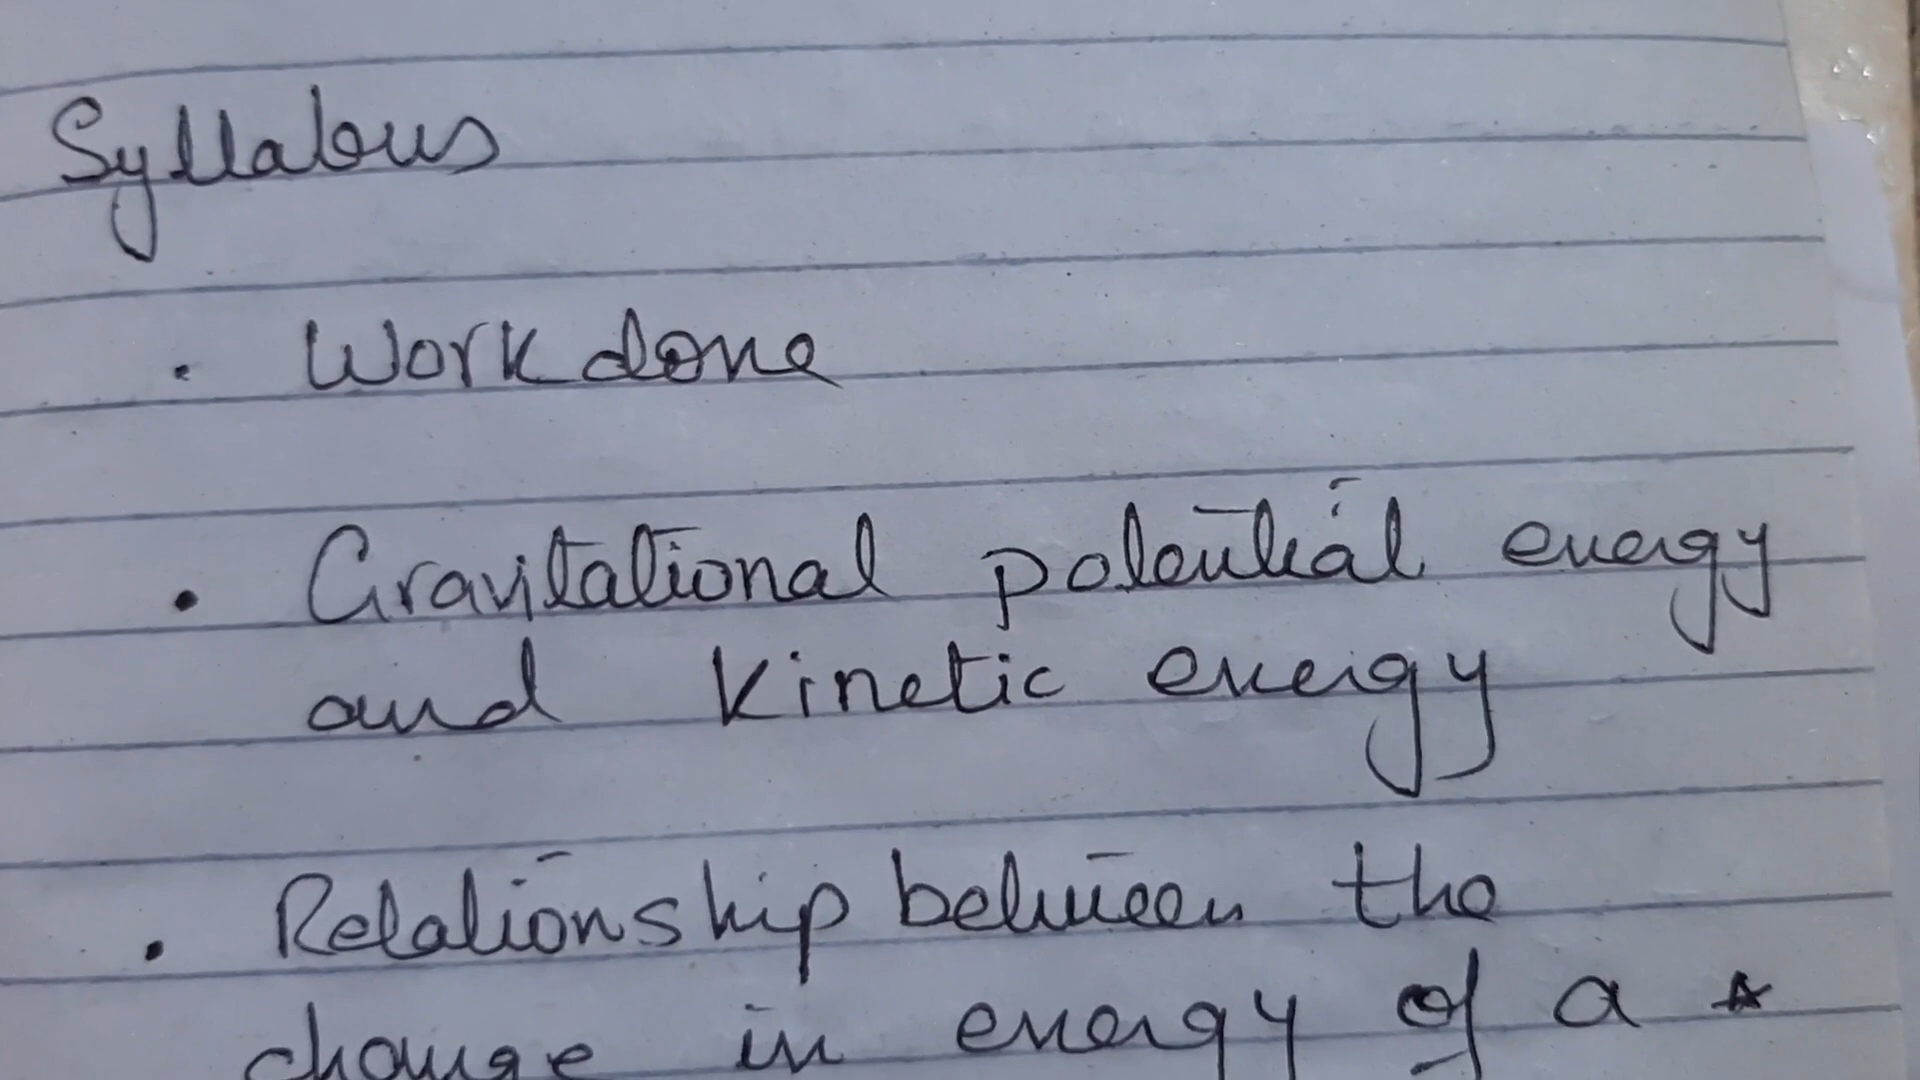 Syllabus
. Work done
. Gravitational potential energy
and kinetic energy
. Relationship between the
change in energy of a